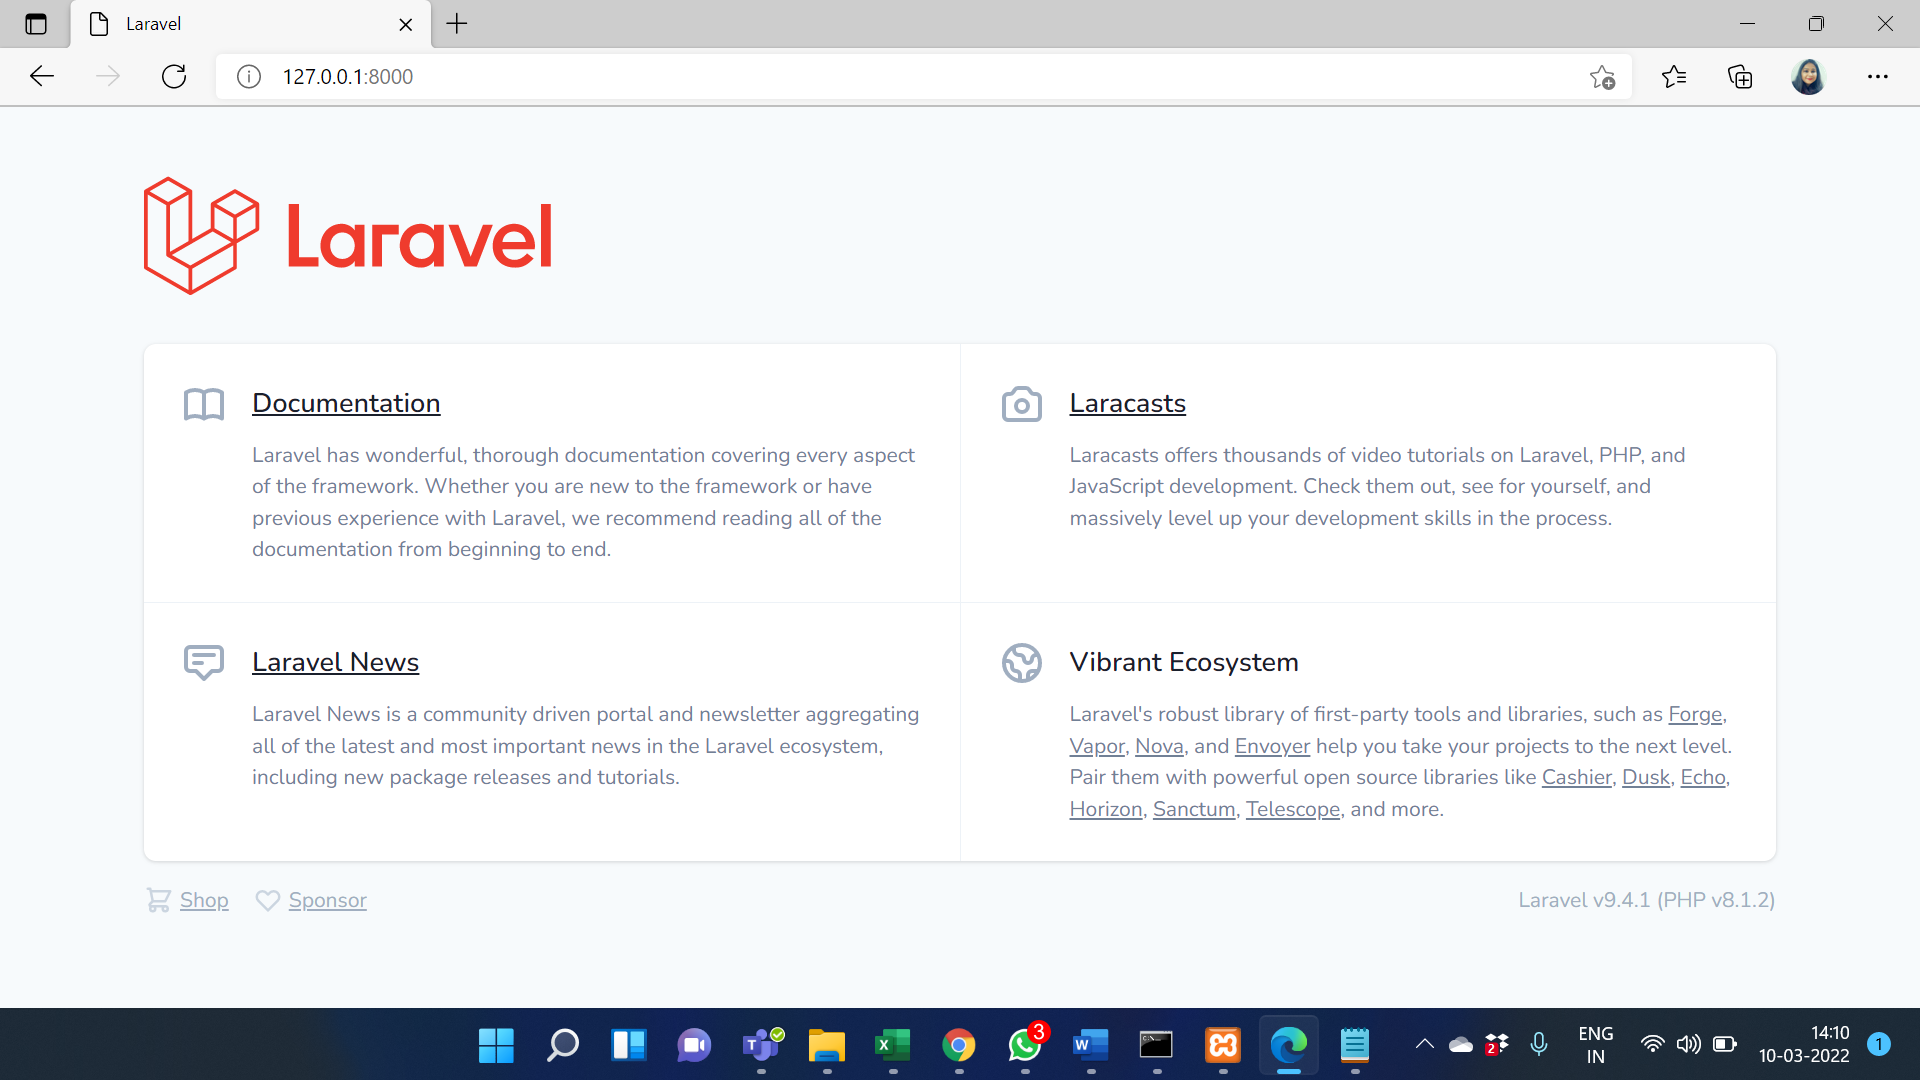 Laravel
127.0.0.1:8000
Laravel
Documentation
Laravel has wonderful, thorough documentation covering every aspect
of the framework. Whether you are new to the framework or have
previous experience with Laravel, we recommend reading all of the
documentation from beginning to end.
Laracasts
Laracasts offers thousands of video tutorials on Laravel, PHP, and
JavaScript development. Check them out, see for yourself, and
massively level up your development skills in the process.
Laravel News
Laravel News is a community driven portal and newsletter aggregating
all of the latest and most important news in the Laravel ecosystem,
including new package releases and tutorials.
Vibrant Ecosystem
Laravel's robust library of first-party tools and libraries, such as Forge,
Vapor, Nova, and Envoyer help you take your projects to the next level.
Pair them with powerful open source libraries like Cashier, Dusk, Echo,
Horizon, Sanctum, Telescope, and more.
Shop Sponsor
Laravel v9.4.1 (PHP v8.1.2)
T
X
3
W
2
ENG
IN
14:10
10-03-2022
1